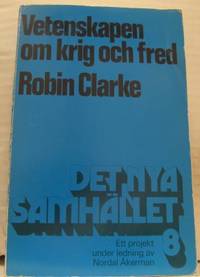 Vetenskapen
om krig och fred
Robin Clarke
DET NYA
SAMHÄLLET
8
Ett projekt
under ledning av
Nordal Åkerman